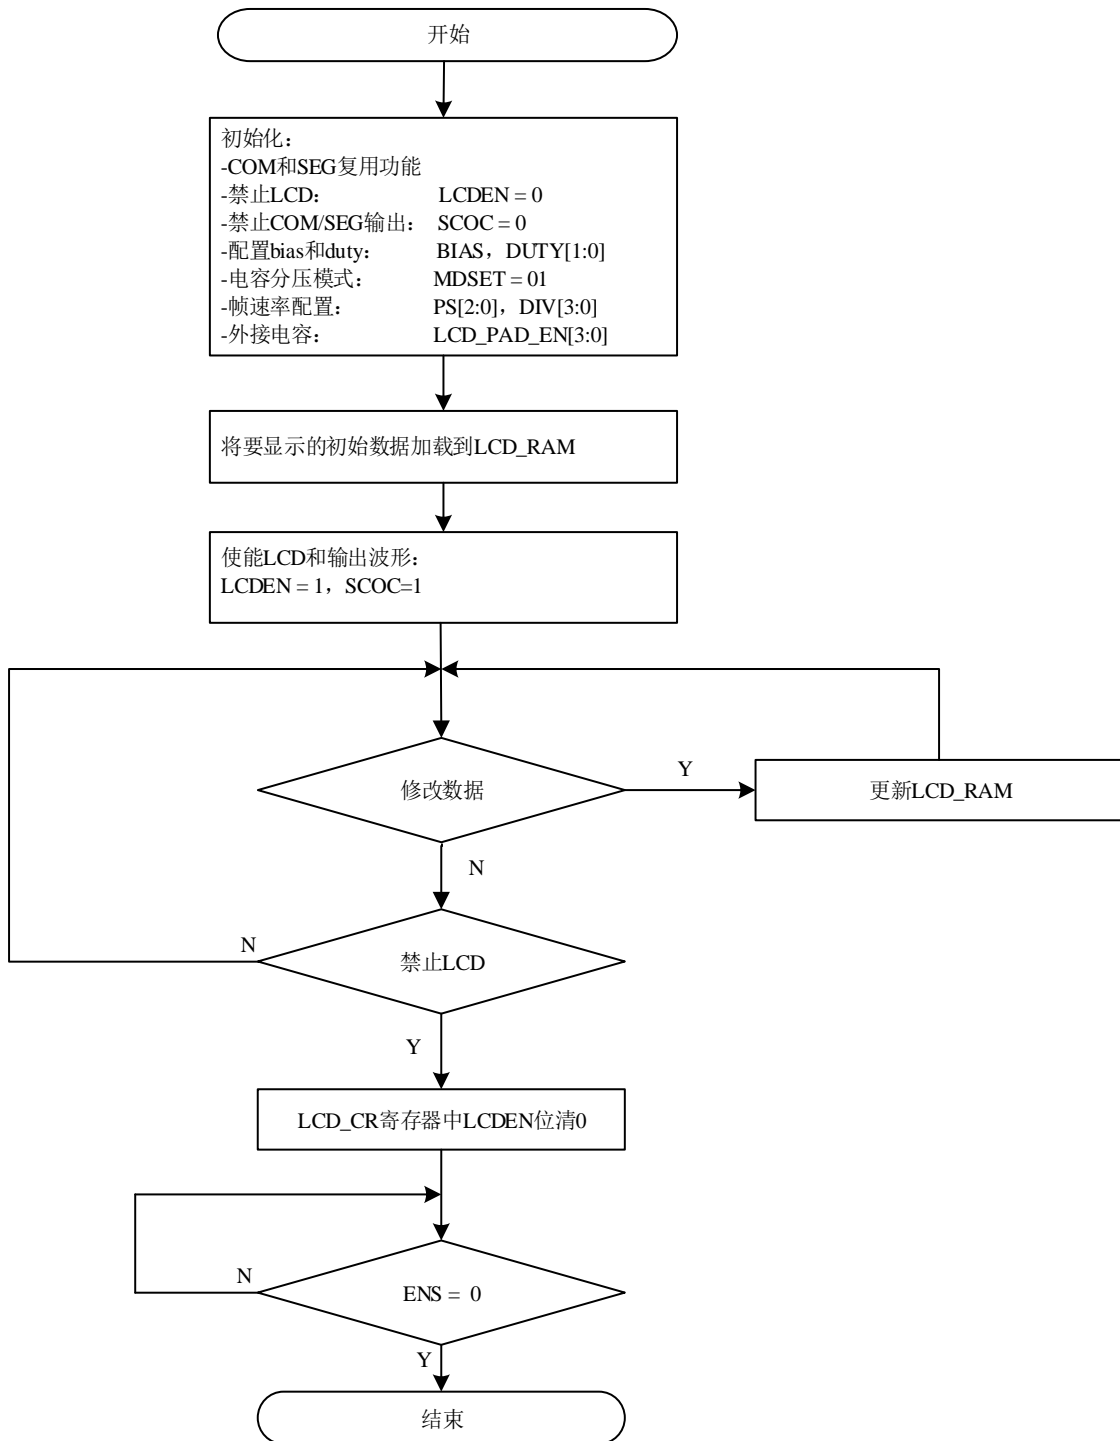 开始
初始化：
-COM和SEG复用功能
-禁止LCD： LCDEN = 0
-禁止COM/SEG输出： SCOC = 0
-配置bias和duty： BIAS，DUTY[1:0]
-电容分压模式： MDSET = 01
-帧速率配置： PS[2:0]，DIV[3:0]
-外接电容： LCD_PAD_EN[3:0]
将要显示的初始数据加载到LCD_RAM
使能LCD和输出波形：
LCDEN = 1，SCOC=1
修改数据
Y
更新LCD_RAM
N
N
禁止LCD
Y
LCD_CR寄存器中LCDEN位清0
N
ENS = 0
Y
结束